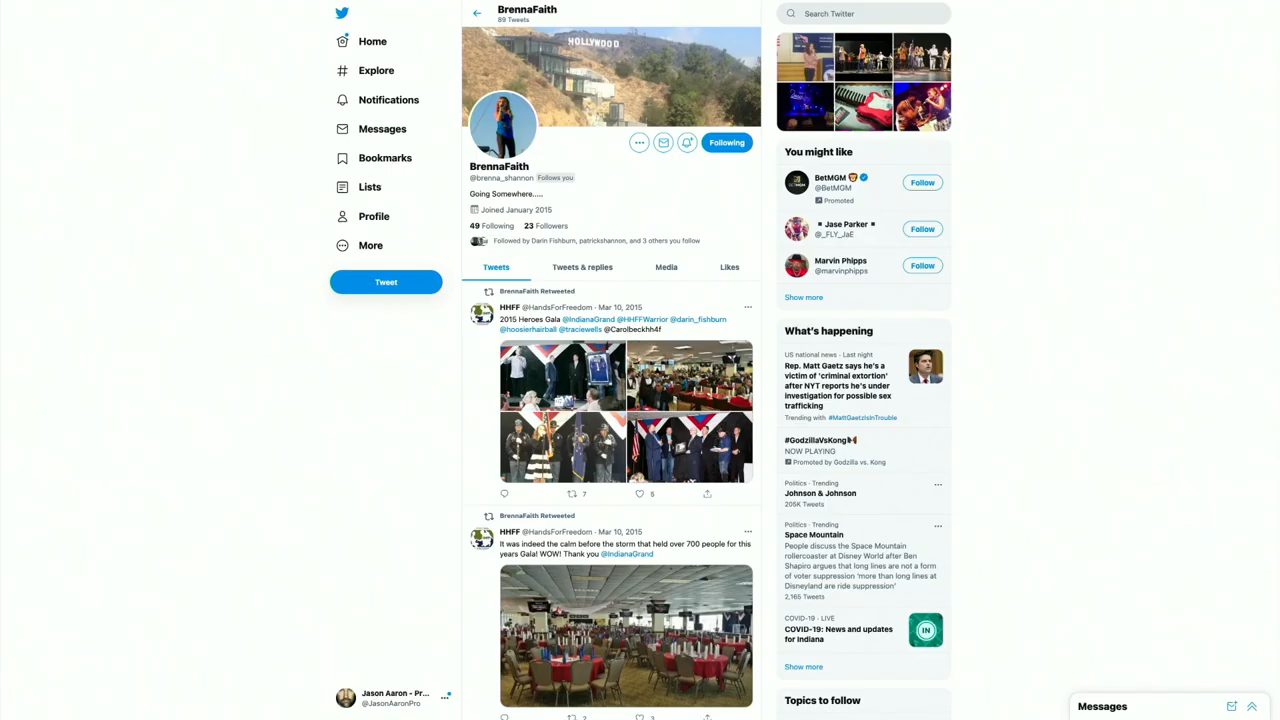 Home
Explore
Notifications
Messages
Bookmarks
Lists
Profile
More
Tweet
Jason Aaron - Pr...
@JasonAaronPro
BrennaFaith
89 Tweets
HOLLYWOOD
Following
BrennaFaith
@brenna_shannon Follows you
Going Somewhere.....
Joined January 2015
49 Following 23 Followers
Followed by Darin Fishburn, patrickshannon, and 3 others you follow
Tweets Tweets & replies Media Likes
BrennaFaith Retweeted
HHFF @HandsForFreedom · Mar 10, 2015
2015 Heroes Gala @IndianaGrand @HHFFWarrior @darin_fishburn
@hoosierhairball @traciewells @Carolbeckhh4f
7 5
BrennaFaith Retweeted
HHFF @HandsForFreedom · Mar 10, 2015
It was indeed the calm before the storm that held over 700 people for this
years Gala! WOW! Thank you @IndianaGrand
2 3
Search Twitter
You might like
BetMGM
@BetMGM
Promoted
Follow
Jase Parker
@_FLY_JaE
Follow
Marvin Phipps
@marvinphipps
Follow
Show more
What's happening
US national news · Last night
Rep. Matt Gaetz says he's a
victim of 'criminal extortion'
after NYT reports he's under
investigation for possible sex
trafficking
Trending with #MattGaetzIsInTrouble
#GodzillaVsKong
NOW PLAYING
Promoted by Godzilla vs. Kong
Politics · Trending
Johnson & Johnson
205K Tweets
Politics · Trending
Space Mountain
People discuss the Space Mountain
rollercoaster at Disney World after Ben
Shapiro argues that long lines are not a form
of voter suppression 'more than long lines at
Disneyland are ride suppression'
2,165 Tweets
COVID-19 · LIVE
COVID-19: News and updates
for Indiana
IN
Show more
Topics to follow
Messages